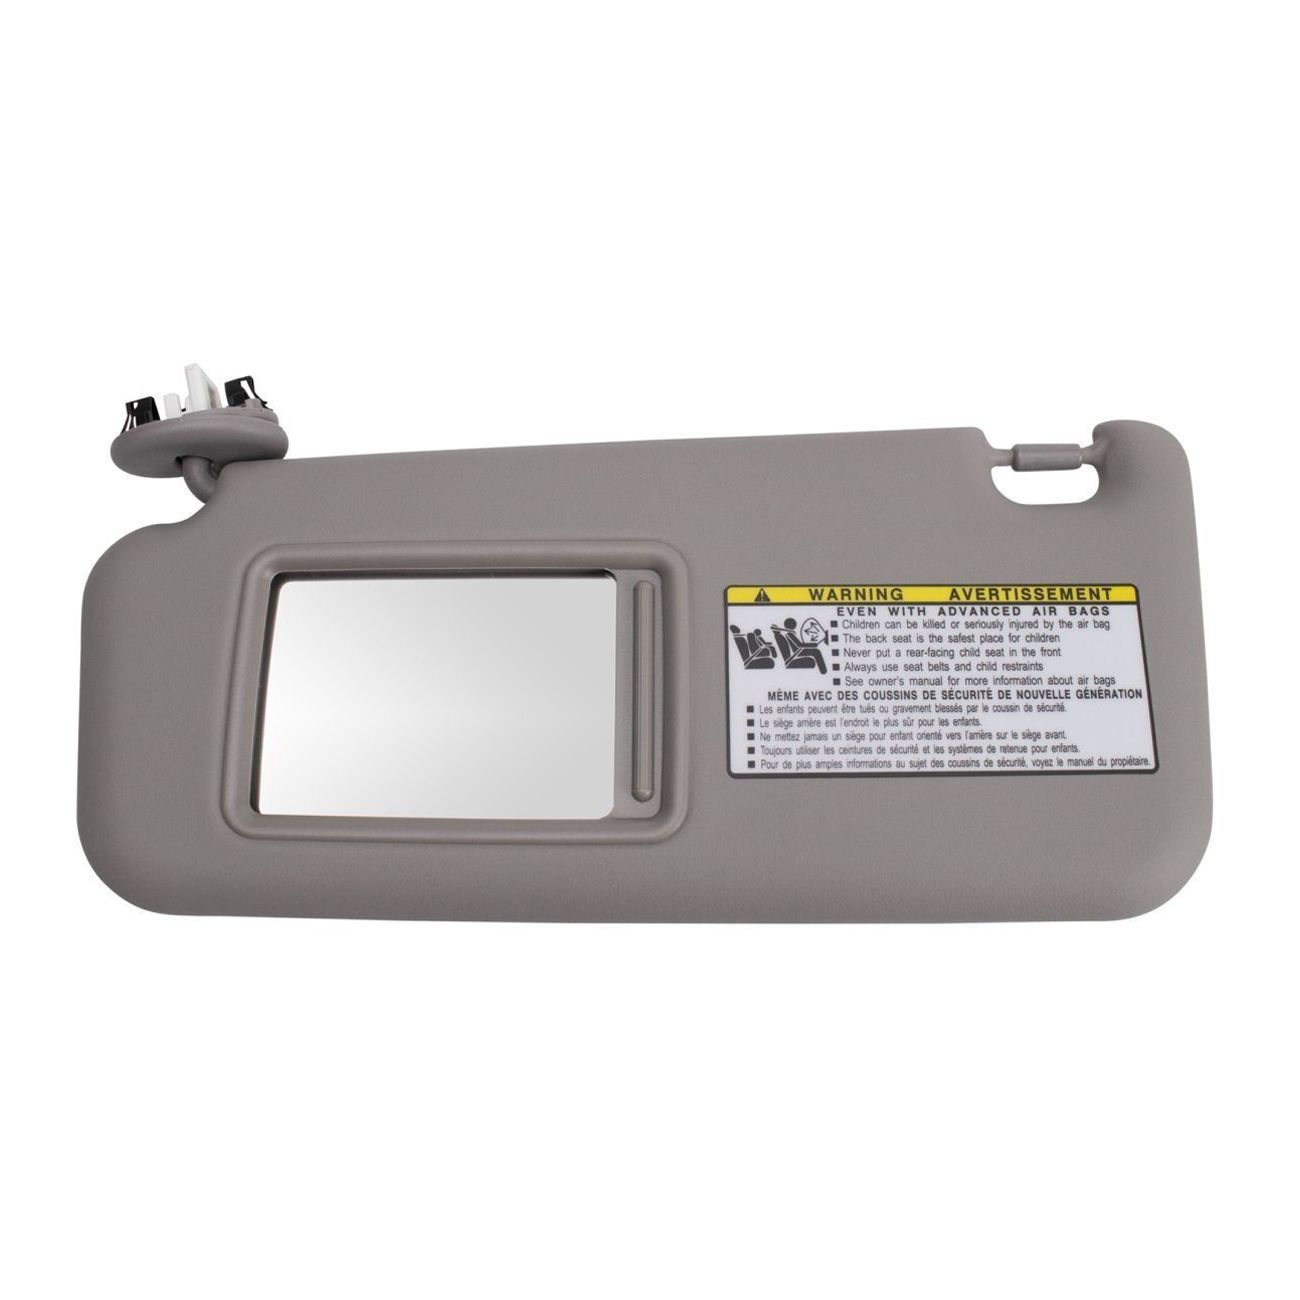 WARNING AVERTISSEMENT
EVEN WITH ADVANCED AIR BAGS
■ Children can be killed or seriously injured by the air bag
■ The back seat is the safest place for children
■ Never put a rear-facing child seat in the front
■ Always use seat belts and child restraints
■ See owner's manual for more information about air bags
MÊME AVEC DES COUSSINS DE SÉCURITÉ DE NOUVELLE GÉNÉRATION
■ Les enfants peuvent être tués ou gravement blessés par le coussin de sécurité.
■ Le siège arrière est l'endroit le plus sûr pour les enfants.
■ Ne mettez jamais un siège pour enfant orienté vers l'arrière sur le siège avant.
■ Toujours utiliser les ceintures de sécurité et les systèmes de retenue pour enfants.
■ Pour de plus amples informations au sujet des coussins de sécurité, voyez le manuel du propiétaire.